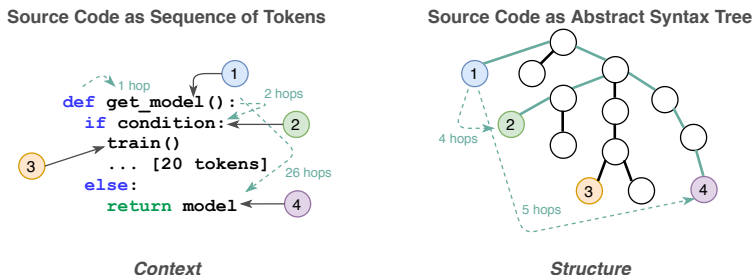 Source Code as Sequence of Tokens
1
1 hop
2 hops
def get_model():
if condition:
2
train()
3
... [20 tokens]
26 hops
else:
return model
4
Context
Source Code as Abstract Syntax Tree
1
2
4 hops
3
4
5 hops
Structure